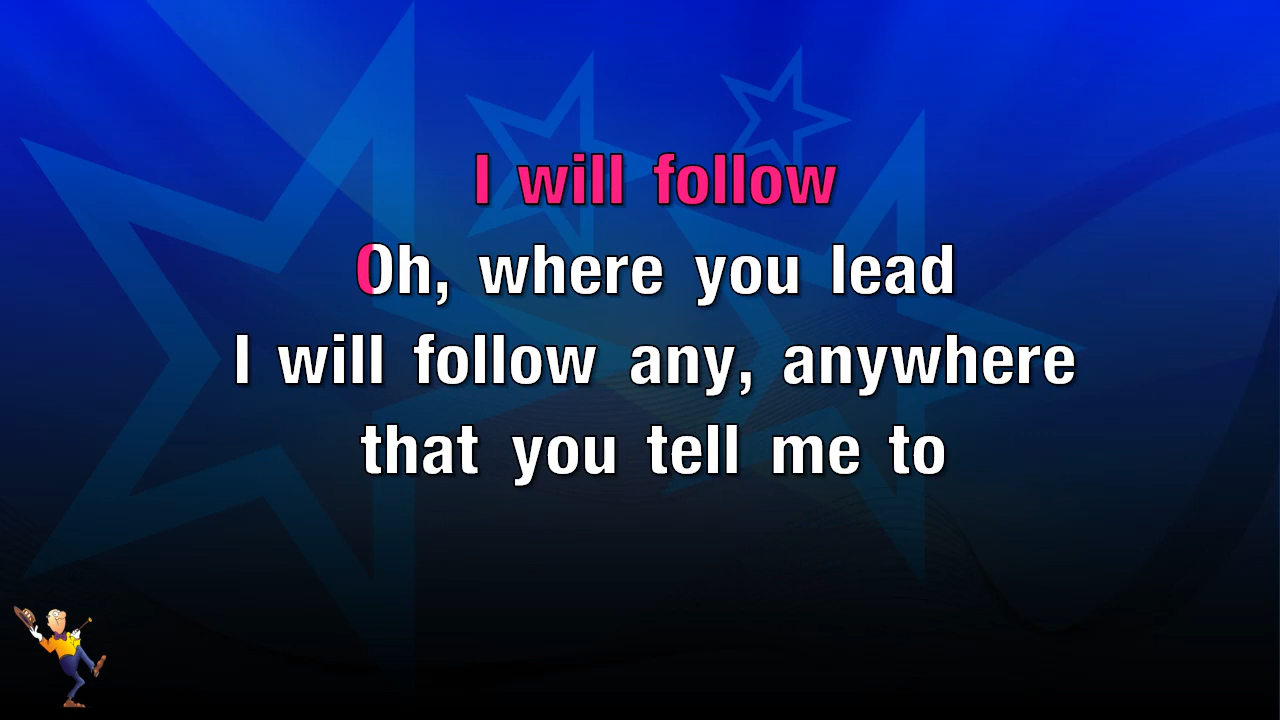 I will follow
Oh, where you lead
I will follow any, anywhere
that you tell me to